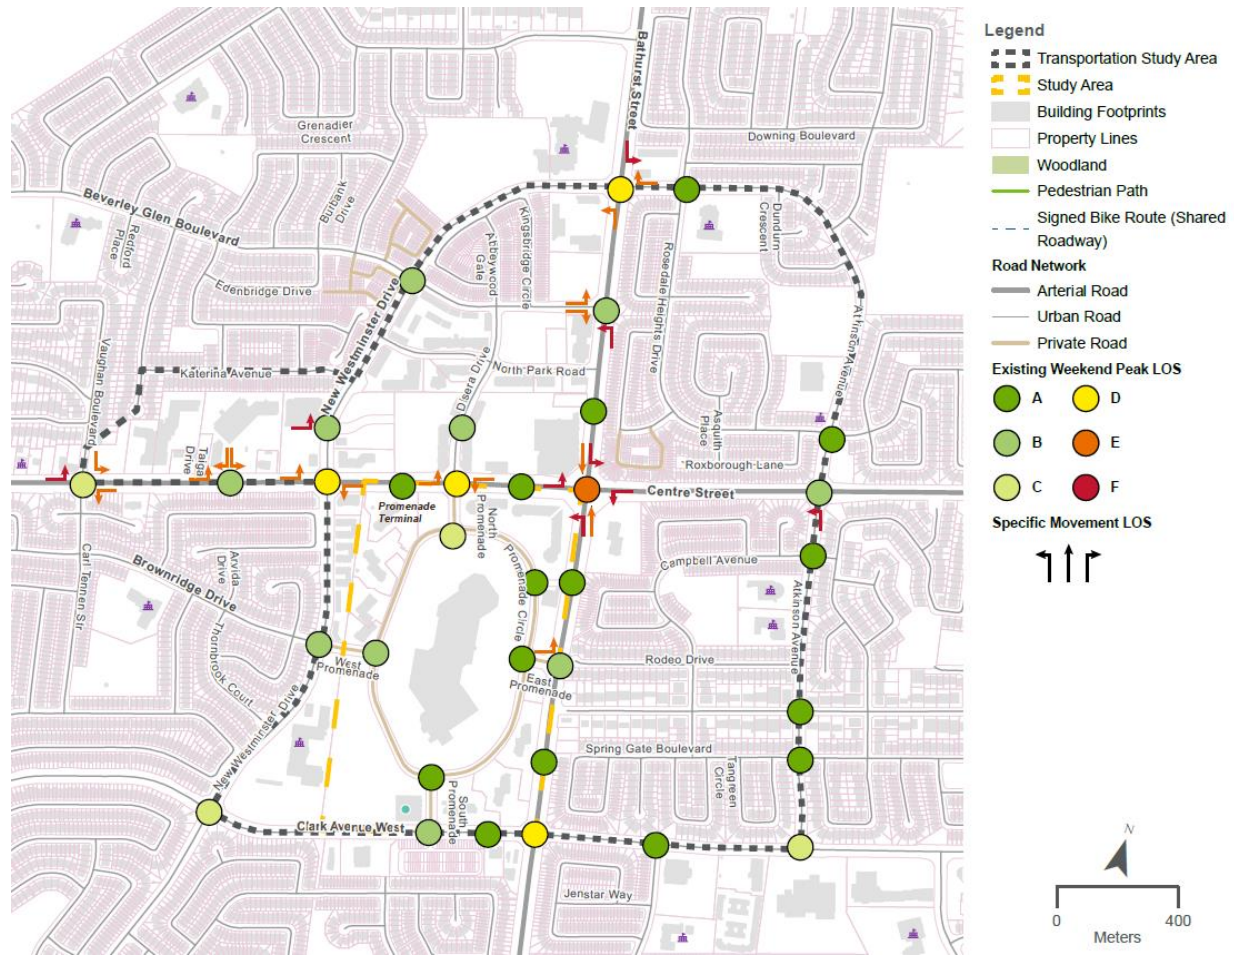 Bathurst Street
Grenadier
Crescent
Downing Boulevard
Beverley Glen Boulevard
Redford
Place
Burbank
Drive
Abbeywood
Gate
Kingsbridge Circle
Dundurn
Crescent
Rosedale Heights Drive
Edenbridge Drive
New Westminster Drive
Atkinson Avenue
Vaughan Boulevard
Katerina Avenue
Disera Drive
North Park Road
Asquith
Place
Taiga
Drive
Roxborough Lane
Centre Street
Promenade
Terminal
North
Promenade
Carl Tennen Str
Brownridge Drive
Arvida
Drive
Promenade Circle
Campbell Avenue
Atkinson Avenue
Thornbrook Court
West
Promenade
East
Promenade
Rodeo Drive
New Westminster Drive
Spring Gate Boulevard
Tangreen
Circle
South
Promenade
Clark Avenue West
Jenstar Way
Legend
Transportation Study Area
Study Area
Building Footprints
Property Lines
Woodland
Pedestrian Path
Signed Bike Route (Shared
Roadway)
Road Network
Arterial Road
Urban Road
Private Road
Existing Weekend Peak LOS
A D
B E
C F
Specific Movement LOS
N
0 400
Meters